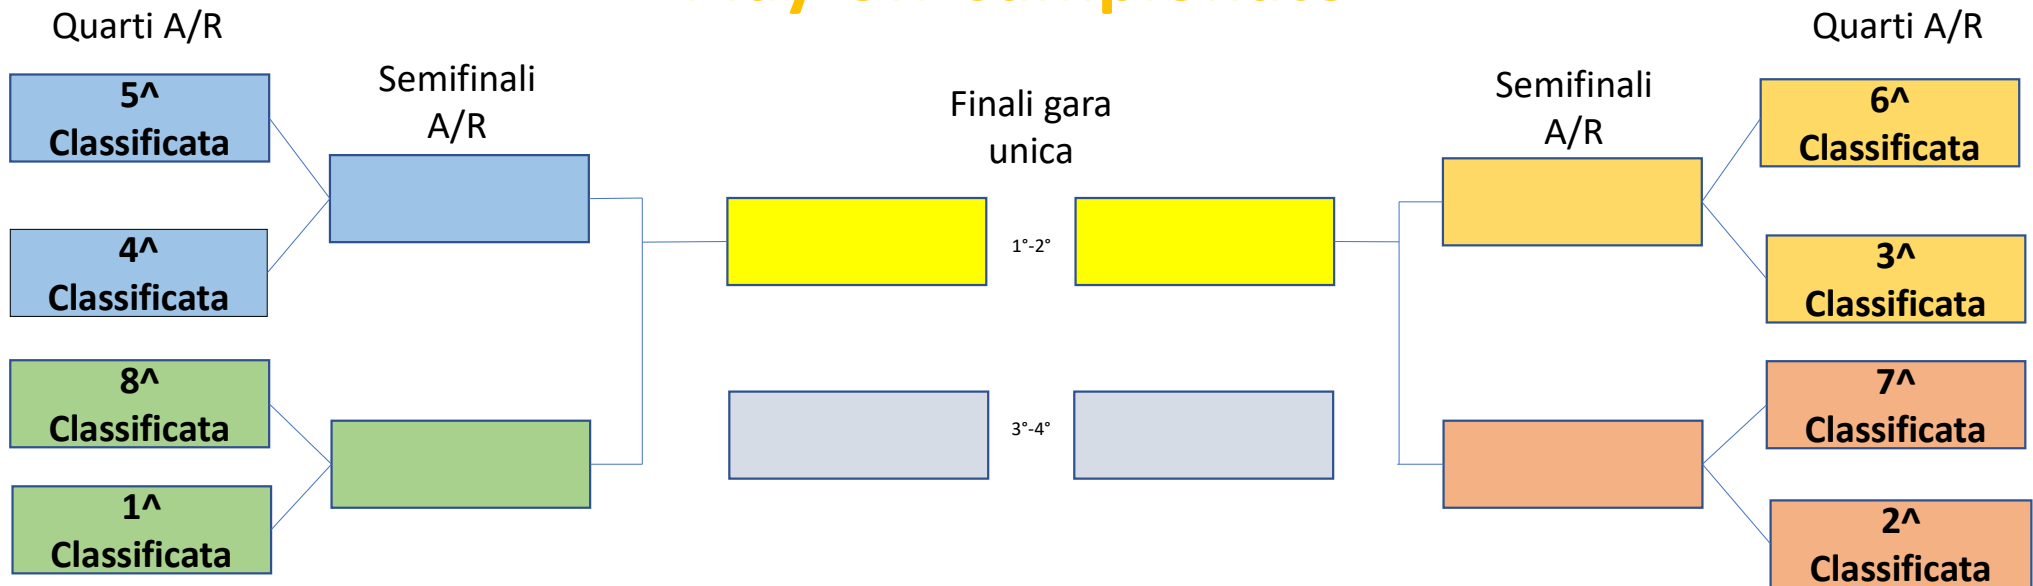 Quarti A/R
5^
Classificata
4^
Classificata
8^
Classificata
1^
Classificata
Semifinali
A/R
Finali gara
unica
1°-2°
3°-4°
Semifinali
A/R
Quarti A/R
6^
Classificata
3^
Classificata
7^
Classificata
2^
Classificata